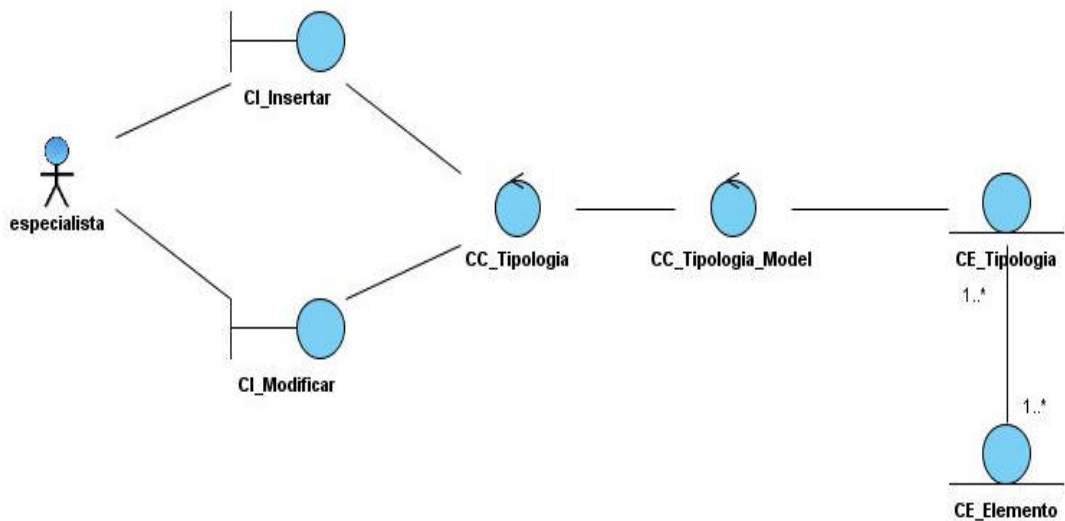 CI_Insertar
especialista
CC_Tipologia
CC_Tipologia_Model
CE_Tipologia
1..*
CI_Modificar
1..*
CE_Elemento